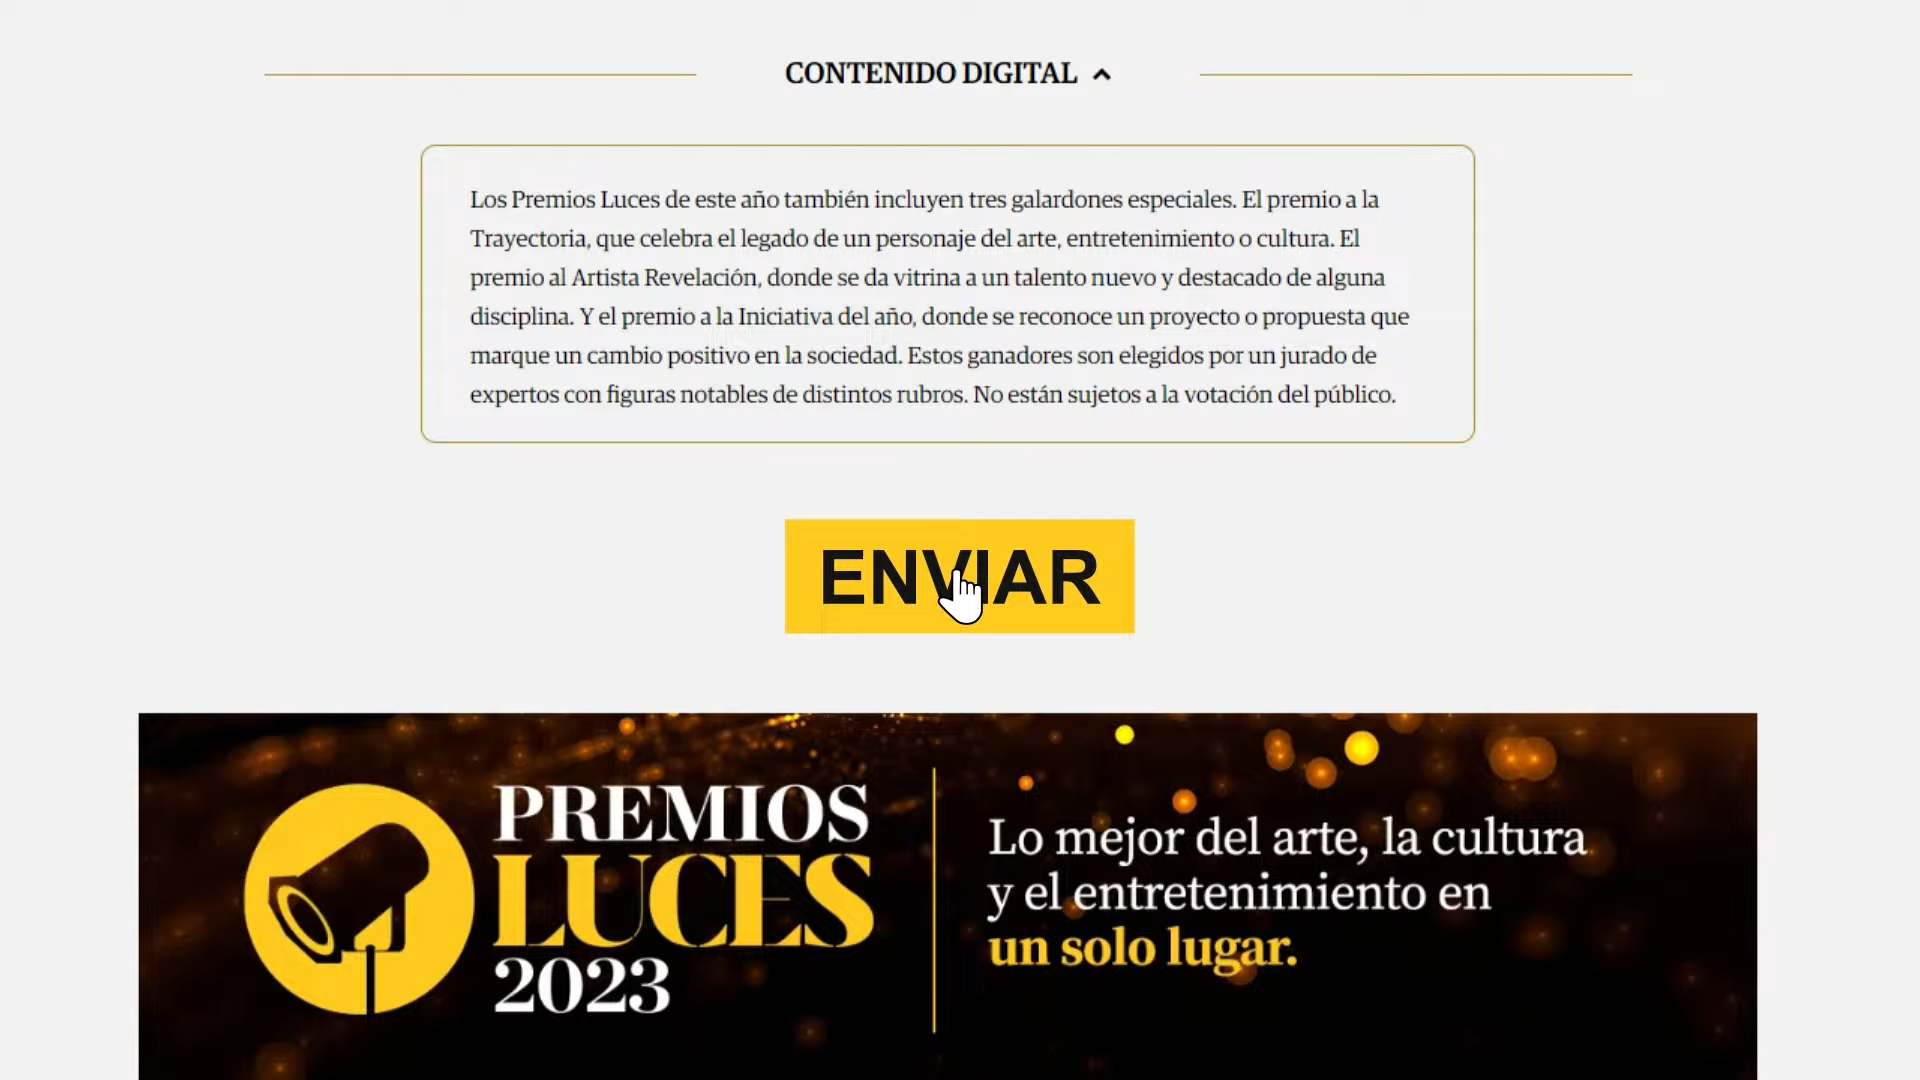 CONTENIDO DIGITAL
Los Premios Luces de este año también incluyen tres galardones especiales. El premio a la
Trayectoria, que celebra el legado de un personaje del arte, entretenimiento o cultura. El
premio al Artista Revelación, donde se da vitrina a un talento nuevo y destacado de alguna
disciplina. Y el premio a la Iniciativa del año, donde se reconoce un proyecto o propuesta que
marque un cambio positivo en la sociedad. Estos ganadores son elegidos por un jurado de
expertos con figuras notables de distintos rubros. No están sujetos a la votación del público.
ENVIAR
PREMIOS
LUCES
2023
Lo mejor del arte, la cultura
y el entretenimiento en
un solo lugar.